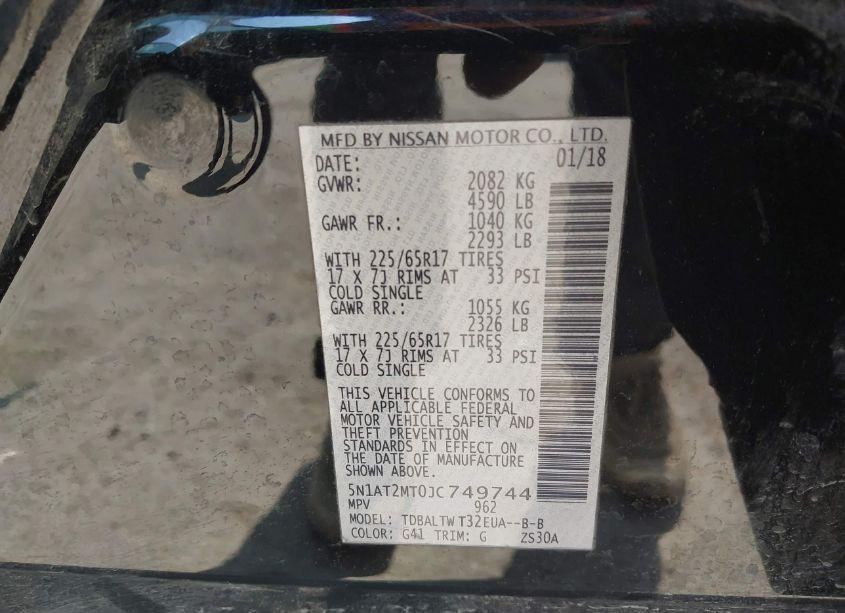 MFD BY NISSAN MOTOR CO., LTD.
DATE: 01/18
GVWR: 2082 KG
4590 LB
GAWR FR.: 1040 KG
2293 LB
WITH 225/65R17 TIRES
17 X 7J RIMS AT 33 PSI
COLD SINGLE
GAWR RR.: 1055 KG
2326 LB
WITH 225/65R17 TIRES
17 X 7J RIMS AT 33 PSI
COLD SINGLE
THIS VEHICLE CONFORMS TO
ALL APPLICABLE FEDERAL
MOTOR VEHICLE SAFETY AND
THEFT PREVENTION
STANDARDS IN EFFECT ON
THE DATE OF MANUFACTURE
SHOWN ABOVE.
5N1AT2MT0JC749744
MPV 962
MODEL: TDBALTW T32EUA--B-B
COLOR: G41 TRIM: G ZS30A